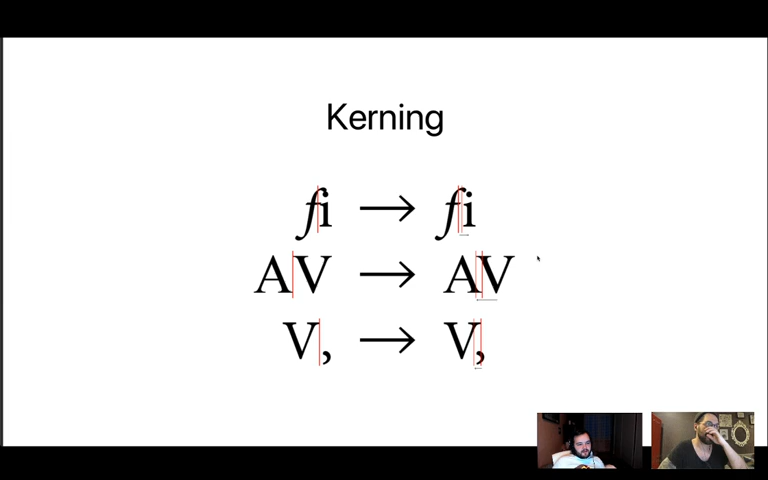 Kerning
fi → fi
AV → AV
V, → V,